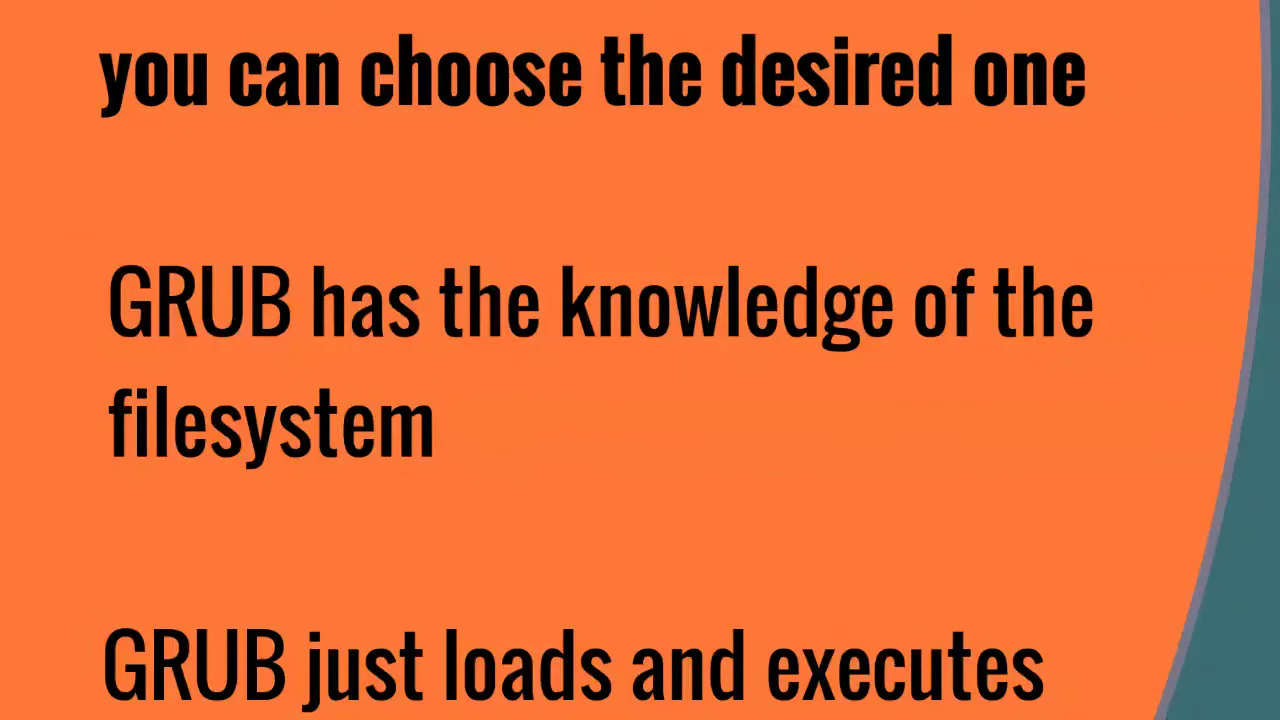 you can choose the desired one
GRUB has the knowledge of the
filesystem
GRUB just loads and executes